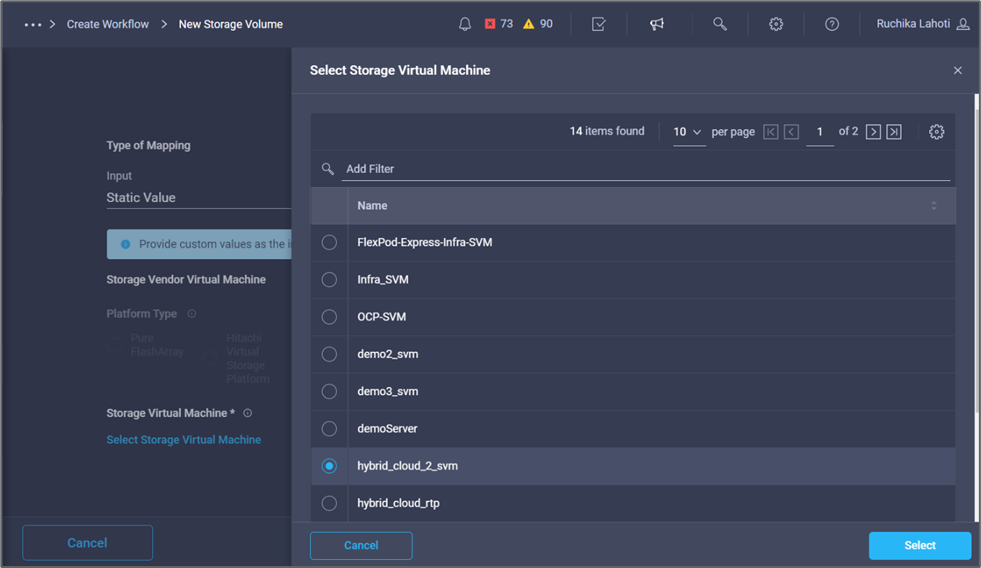 ••• > Create Workflow > New Storage Volume 73 90 Ruchika Lahoti
Type of Mapping
Input
Static Value
Provide custom values as the i
Storage Vendor Virtual Machine
Platform Type
Pure FlashArray
Hitachi Virtual Storage Platform
Storage Virtual Machine *
Select Storage Virtual Machine
Cancel
Select Storage Virtual Machine
14 items found 10 per page 1 of 2
Add Filter
Name
FlexPod-Express-Infra-SVM
Infra_SVM
OCP-SVM
demo2_svm
demo3_svm
demoServer
hybrid_cloud_2_svm
hybrid_cloud_rtp
Cancel Select